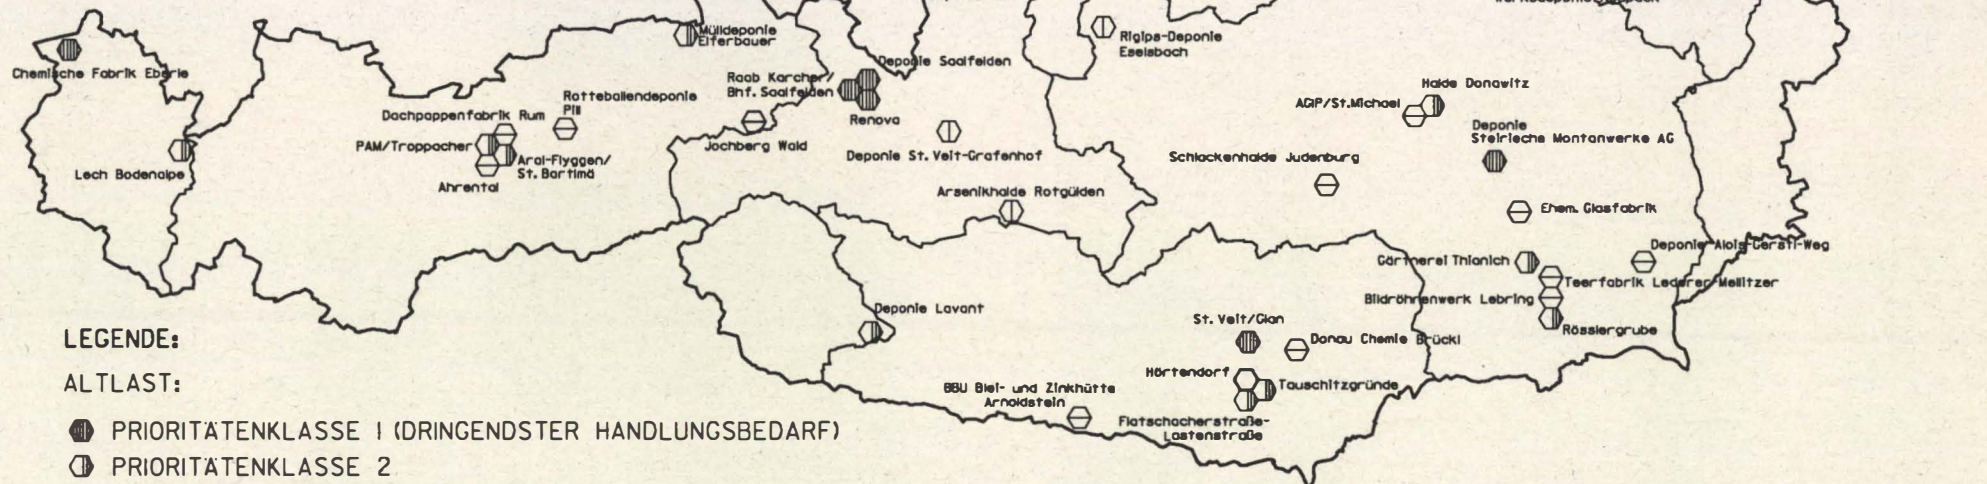 Mülldeponie
Elferbauer
Rigips-Deponie
Eselsbach
Chemische Fabrik Eberle
Deponie Saalfelden
Raab Karcher/
Bhf. Saalfelden
Renova
Rotteballendeponie
Pill
Dachpappenfabrik Rum
PAM/Troppacher
Aral-Flyggen/
St. Bartlmä
Ahrental
Lech Bodenalpe
Jochberg Wald
Deponie St. Veit-Grafenhof
Arsenikhalde Rotgülden
Halde Donawitz
AGIP/St.Michael
Deponie
Steirische Montanwerke AG
Schlackenhalde Judenburg
Ehem. Glasfabrik
Deponie Alois-Gerstl-Weg
Gärtnerei Thianich
Teerfabrik Lederer-Mellitzer
Bildröhrenwerk Lebring
Rösslergrube
Deponie Lavant
St. Veit/Glan
Donau Chemie Brückl
Hörtendorf
Tauschitzgründe
BBU Blei- und Zinkhütte
Arnoldstein
Flatschacherstraße-
Lastenstraße
LEGENDE:
ALTLAST:
PRIORITÄTENKLASSE 1 (DRINGENDSTER HANDLUNGSBEDARF)
PRIORITÄTENKLASSE 2